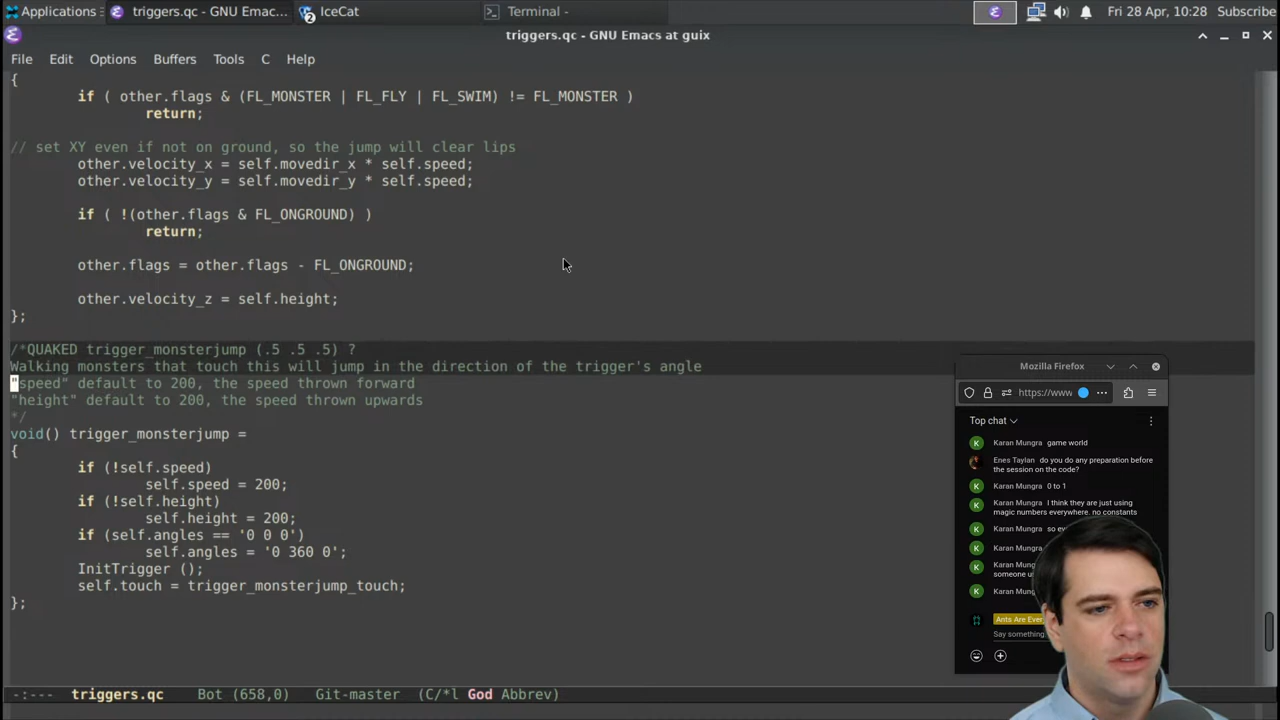 Applications
triggers.qc - GNU Emac...
2
IceCat
Terminal -
Fri 28 Apr, 10:28
Subscribe
triggers.qc - GNU Emacs at guix
File Edit Options Buffers Tools C Help
{
if ( other.flags & (FL_MONSTER | FL_FLY | FL_SWIM) != FL_MONSTER )
return;
// set XY even if not on ground, so the jump will clear lips
other.velocity_x = self.movedir_x * self.speed;
other.velocity_y = self.movedir_y * self.speed;
if ( !(other.flags & FL_ONGROUND) )
return;
other.flags = other.flags - FL_ONGROUND;
other.velocity_z = self.height;
};
/*QUAKED trigger_monsterjump (.5 .5 .5) ?
Walking monsters that touch this will jump in the direction of the trigger's angle
"speed" default to 200, the speed thrown forward
"height" default to 200, the speed thrown upwards
*/
void() trigger_monsterjump =
{
if (!self.speed)
self.speed = 200;
if (!self.height)
self.height = 200;
if (self.angles == '0 0 0')
self.angles = '0 360 0';
InitTrigger ();
self.touch = trigger_monsterjump_touch;
};
-:--- triggers.qc Bot (658,0) Git-master (C/*l God Abbrev)
Mozilla Firefox
https://www
Top chat
K Karan Mungra game world
Enes Taylan do you do any preparation before
the session on the code?
K Karan Mungra 0 to 1
K Karan Mungra I think they are just using
magic numbers everywhere. no constants
K Karan Mungra so ev
K Karan Mungra
K Karan Mungra
someone u
K Karan Mungr
Ants Are Ever
Say something.